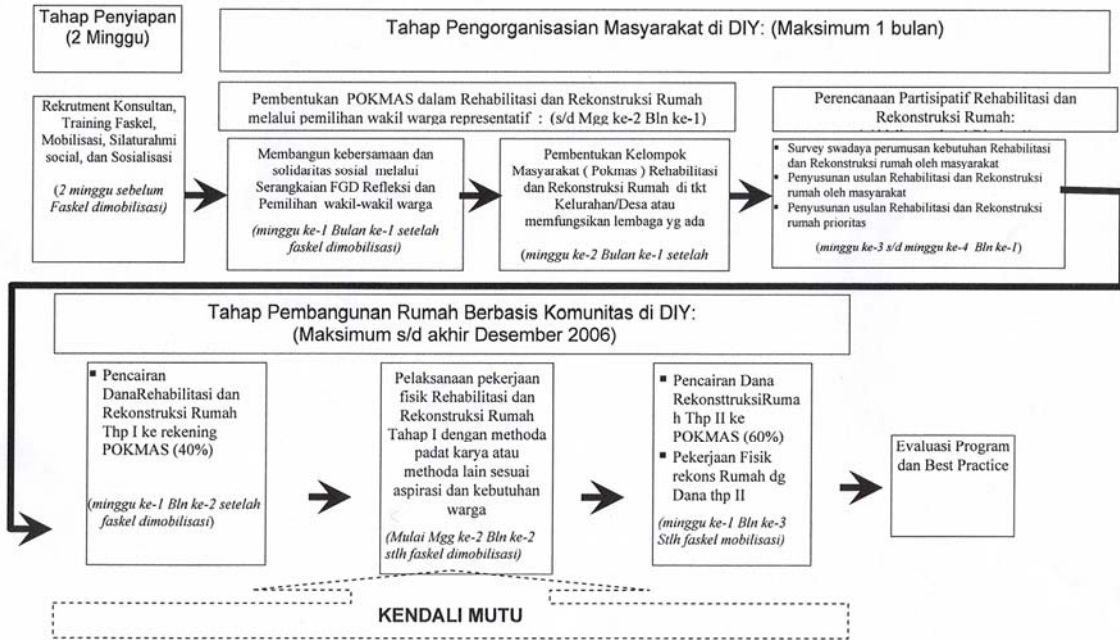 Tahap Penyiapan
(2 Minggu)
Tahap Pengorganisasian Masyarakat di DIY: (Maksimum 1 bulan)
Rekrutment Konsultan,
Training Faskel,
Mobilisasi, Silaturahmi
social, dan Sosialisasi
(2 minggu sebelum
Faskel dimobilisasi)
Pembentukan POKMAS dalam Rehabilitasi dan Rekonstruksi Rumah
melalui pemilihan wakil warga representatif : (s/d Mgg ke-2 Bln ke-1)
Membangun kebersamaan dan
solidaritas sosial melalui
Serangkaian FGD Refleksi dan
Pemilihan wakil-wakil warga
(minggu ke-1 Bulan ke-1 setelah
faskel dimobilisasi)
Pembentukan Kelompok
Masyarakat ( Pokmas ) Rehabilitasi
dan Rekonstruksi Rumah di tkt
Kelurahan/Desa atau
memfungsikan lembaga yg ada
(minggu ke-2 Bulan ke-1 setelah
Perencanaan Partisipatif Rehabilitasi dan
Rekonstruksi Rumah:
▪ Survey swadaya perumusan kebutuhan Rehabilitasi
dan Rekonstruksi rumah oleh masyarakat
▪ Penyusunan usulan Rehabilitasi dan Rekonstruksi
rumah oleh masyarakat
▪ Penyusunan usulan Rehabilitasi dan Rekonstruksi
rumah prioritas
(minggu ke-3 s/d minggu ke-4 Bln ke-1)
Tahap Pembangunan Rumah Berbasis Komunitas di DIY:
(Maksimum s/d akhir Desember 2006)
▪ Pencairan
DanaRehabilitasi dan
Rekonstruksi Rumah
Thp I ke rekening
POKMAS (40%)
(minggu ke-1 Bln ke-2 setelah
faskel dimobilisasi)
Pelaksanaan pekerjaan
fisik Rehabilitasi dan
Rekonstruksi Rumah
Tahap I dengan methoda
padat karya atau
methoda lain sesuai
aspirasi dan kebutuhan
warga
(Mulai Mgg ke-2 Bln ke-2
stlh faskel dimobilisasi)
▪ Pencairan Dana
RekonsttruksiRuma
h Thp II ke
POKMAS (60%)
▪ Pekerjaan Fisik
rekons Rumah dg
Dana thp II
(minggu ke-1 Bln ke-3
Stlh faskel mobilisasi)
Evaluasi Program
dan Best Practice
KENDALI MUTU